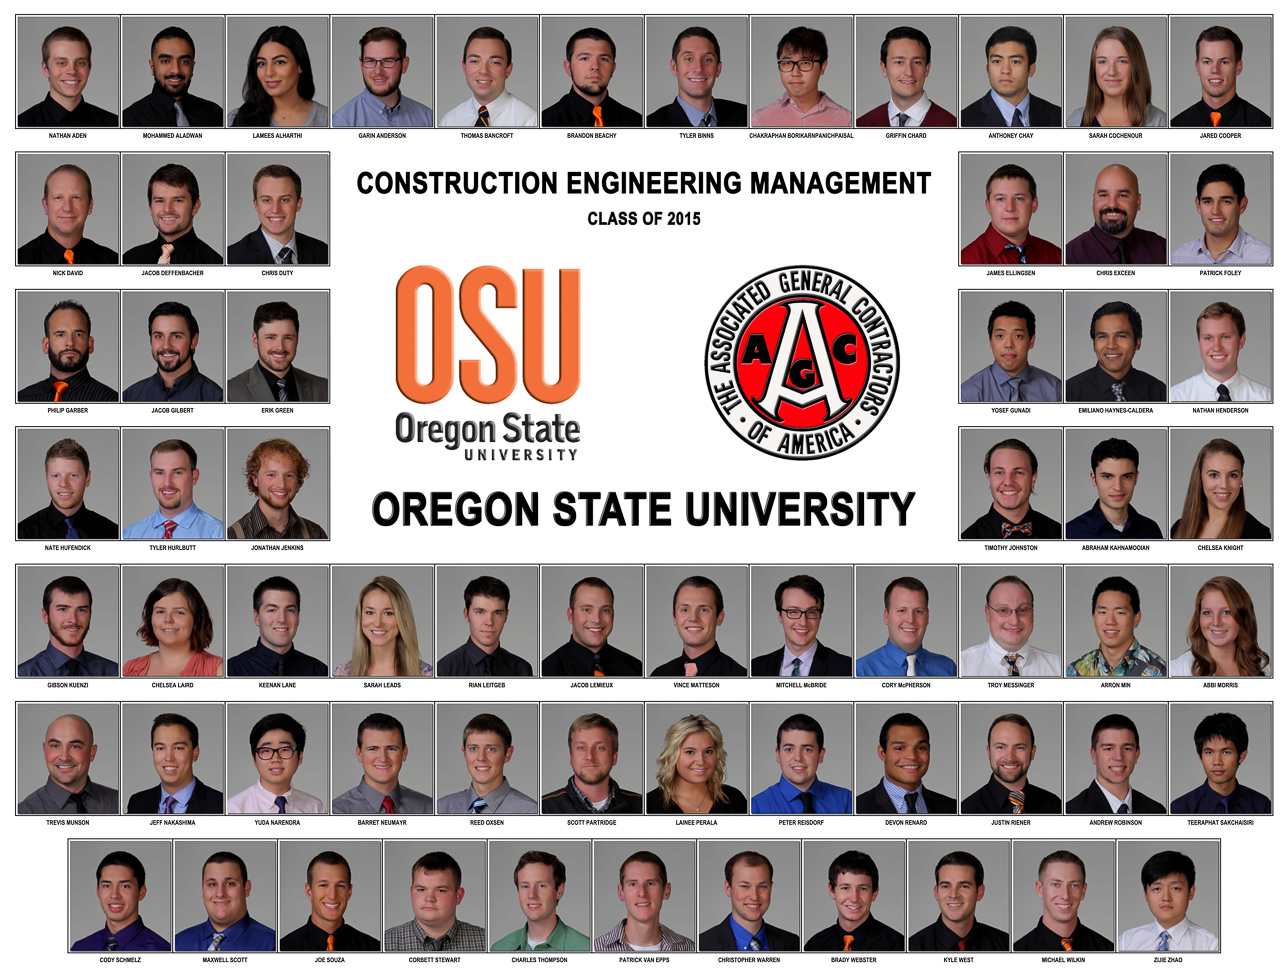 NATHAN ADEN
MOHAMMED ALADWAN
LAMEES ALHARTHI
GARIN ANDERSON
THOMAS BANCROFT
BRANDON BEACHY
TYLER BINNS
CHAKRAPHAN BORIKARNPANICHPAISAL
GRIFFIN CHARD
ANTHONEY CHAY
SARAH COCHENOUR
JARED COOPER
CONSTRUCTION ENGINEERING MANAGEMENT
CLASS OF 2015
NICK DAVID
JACOB DEFFENBACHER
CHRIS DUTY
JAMES ELLINGSEN
CHRIS EXCEEN
PATRICK FOLEY
OSU
Oregon State
UNIVERSITY
THE ASSOCIATED GENERAL CONTRACTORS
OF AMERICA
AGC
PHILIP GARBER
JACOB GILBERT
ERIK GREEN
YOSEF GUNADI
EMILIANO HAYNES-CALDERA
NATHAN HENDERSON
OREGON STATE UNIVERSITY
NATE HUFENDICK
TYLER HURLBUTT
JONATHAN JENKINS
TIMOTHY JOHNSTON
ABRAHAM KAHNAMOOIAN
CHELSEA KNIGHT
GIBSON KUENZI
CHELSEA LAIRD
KEENAN LANE
SARAH LEADS
RIAN LEITGEB
JACOB LEMIEUX
VINCE MATTESON
MITCHELL McBRIDE
CORY McPHERSON
TROY MESSINGER
ARRON MIN
ABBI MORRIS
TREVIS MUNSON
JEFF NAKASHIMA
YUDA NARENDRA
BARRET NEUMAYR
REED OXSEN
SCOTT PARTRIDGE
LAINEE PERALA
PETER REISDORF
DEVON RENARD
JUSTIN RIENER
ANDREW ROBINSON
TEERAPHAT SAKCHAISIRI
CODY SCHMELZ
MAXWELL SCOTT
JOE SOUZA
CORBETT STEWART
CHARLES THOMPSON
PATRICK VAN EPPS
CHRISTOPHER WARREN
BRADY WEBSTER
KYLE WEST
MICHAEL WILKIN
ZIJIE ZHAO